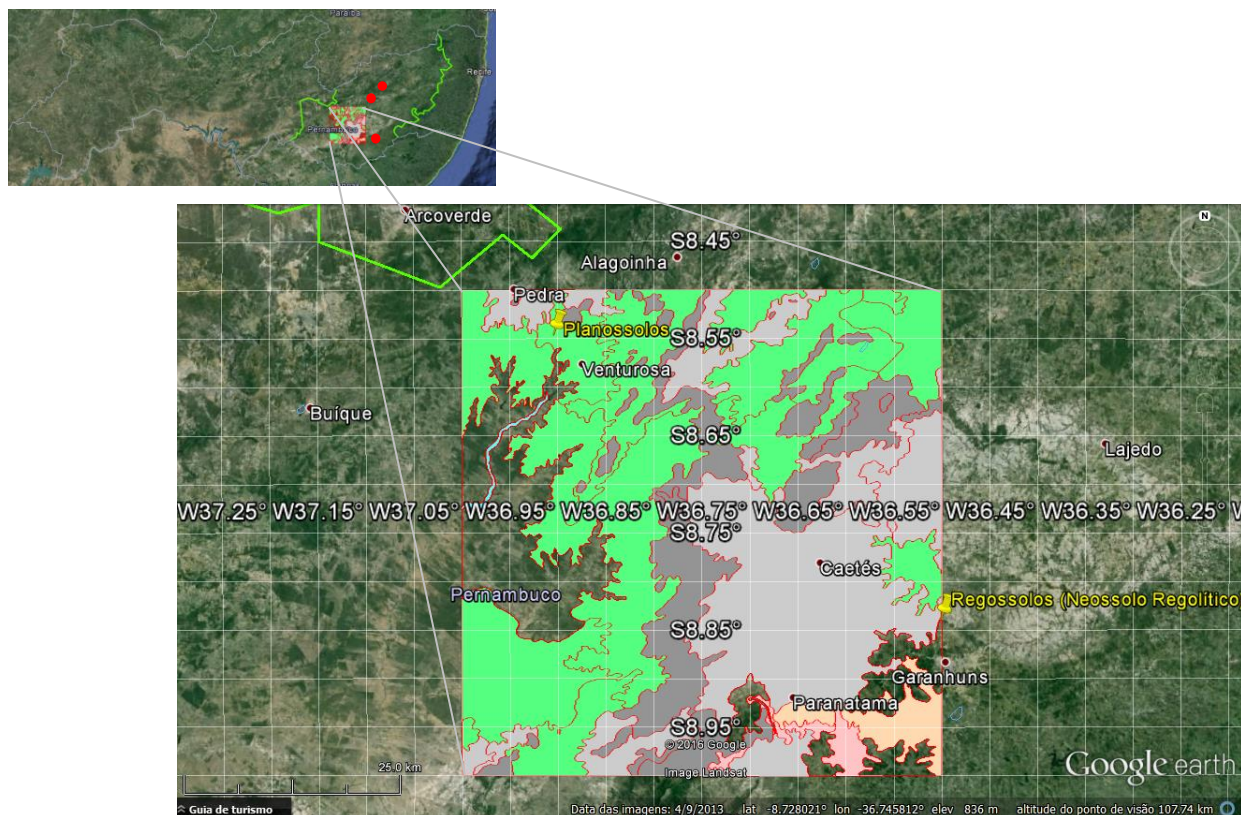 Paraíba
Recife
Pernambuco
N
Arcoverde
S8.45°
Alagoinha
Pedra
Planossolos
S8.55°
Venturosa
Buíque
S8.65°
Lajedo
W37.25° W37.15° W37.05° W36.95° W36.85° W36.75° W36.65° W36.55° W36.45° W36.35° W36.25° W
S8.75°
Caetés
Pernambuco
Regossolos (Neossolo Regolítico)
S8.85°
Garanhuns
Paranatama
S8.95°
© 2016 Google
Image Landsat
25.0 km
Google earth
Guia de turismo
Data das imagens: 4/9/2013 lat -8.728021° lon -36.745812° elev 836 m altitude do ponto de visão 107.74 km